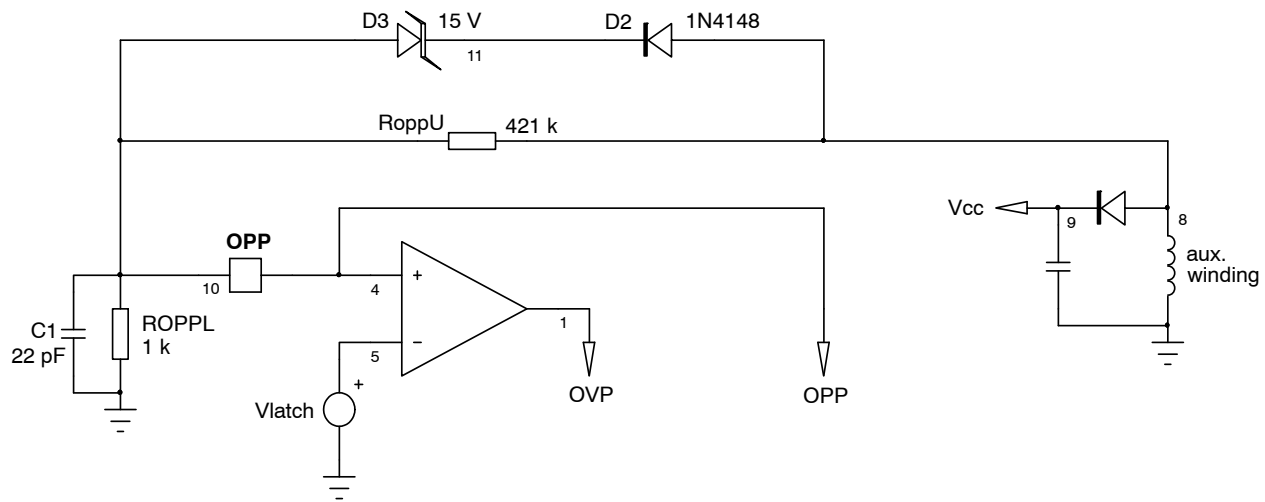 D3 15 V
D2 1N4148
11
RoppU 421 k
Vcc
9
8
aux.
winding
OPP
10
4
+
C1
22 pF
ROPPL
1 k
1
5
−
+
Vlatch
OVP
OPP